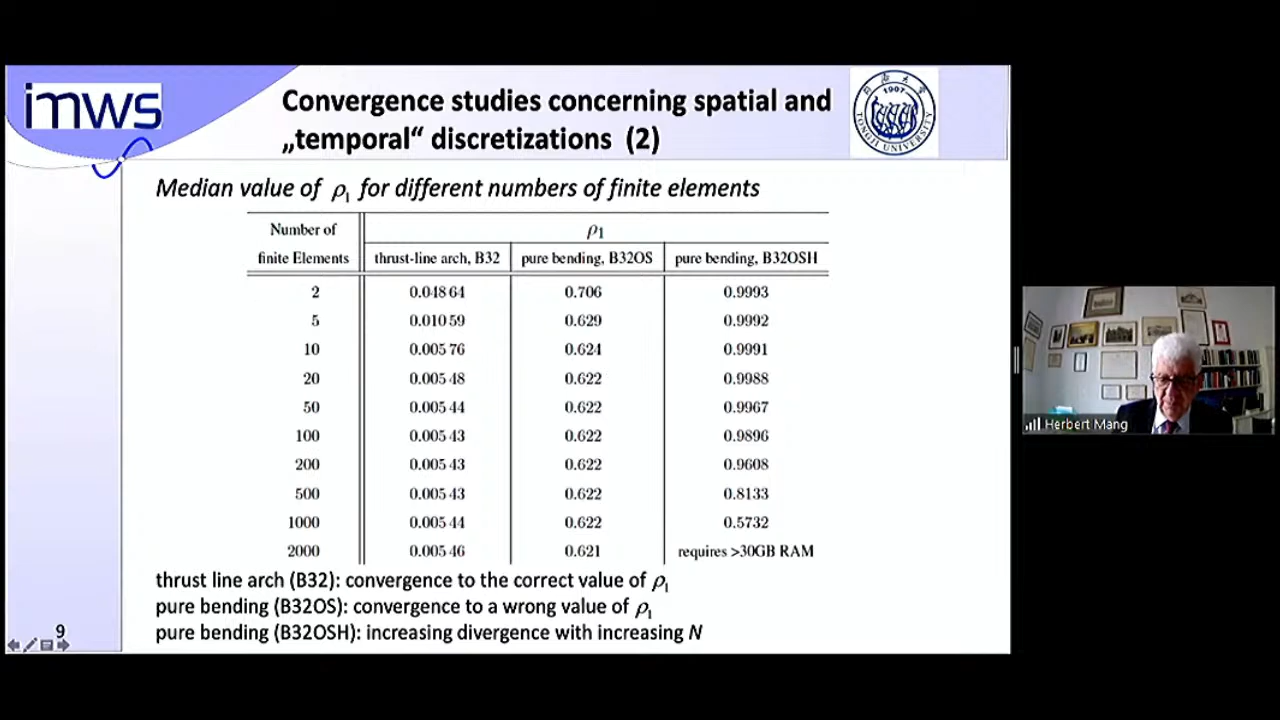 imws
Convergence studies concerning spatial and
„temporal“ discretizations (2)
1907
TONGJI UNIVERSITY
Median value of ρ₁ for different numbers of finite elements
Number of finite Elements
ρ1
thrust-line arch, B32 pure bending, B32OS pure bending, B32OSH
2 0.048 64 0.706 0.9993
5 0.010 59 0.629 0.9992
10 0.005 76 0.624 0.9991
20 0.005 48 0.622 0.9988
50 0.005 44 0.622 0.9967
100 0.005 43 0.622 0.9896
200 0.005 43 0.622 0.9608
500 0.005 43 0.622 0.8133
1000 0.005 44 0.622 0.5732
2000 0.005 46 0.621 requires >30GB RAM
thrust line arch (B32): convergence to the correct value of ρ₁
pure bending (B32OS): convergence to a wrong value of ρ₁
pure bending (B32OSH): increasing divergence with increasing N
9
Herbert Mang